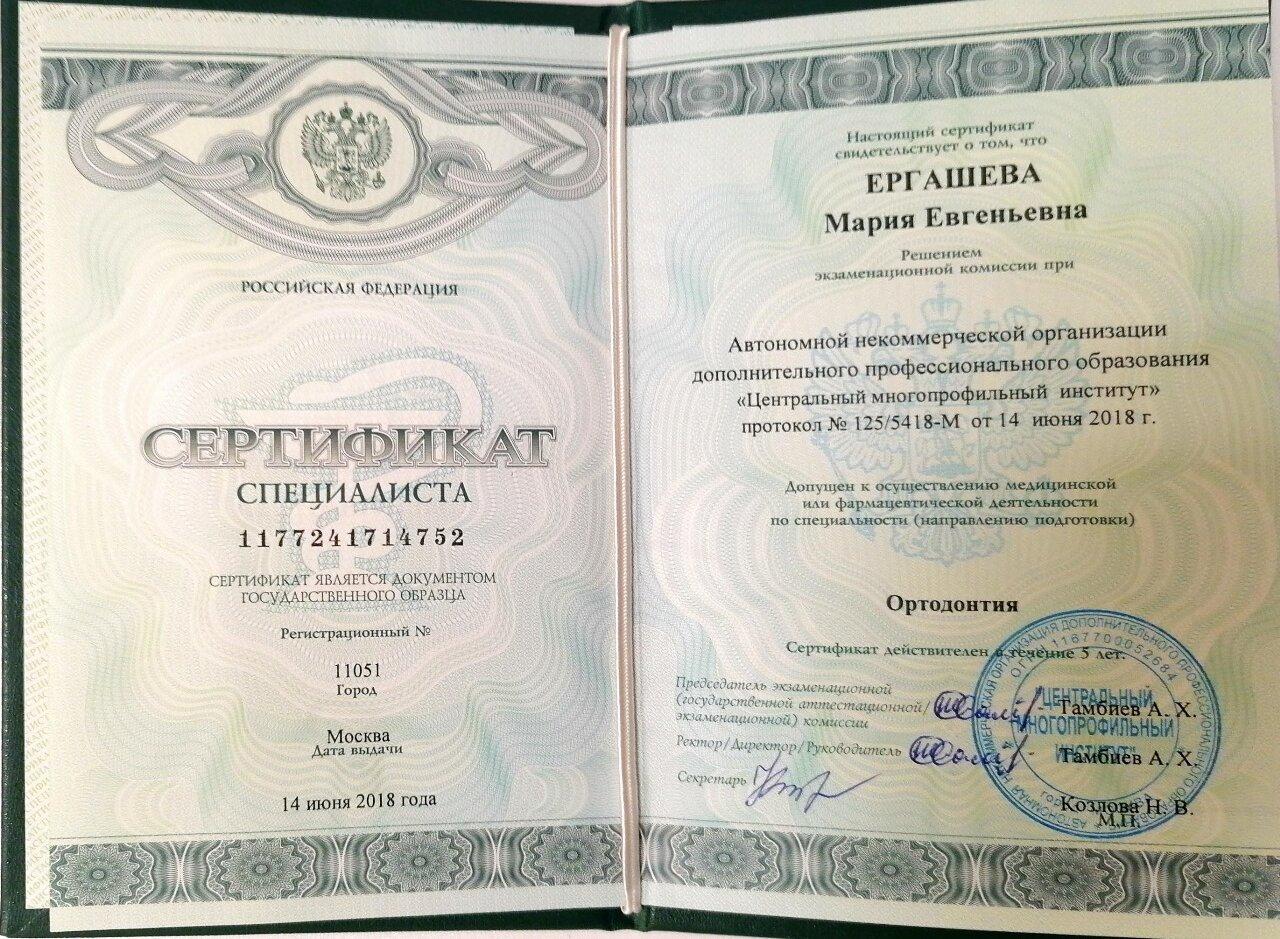 РОССИЙСКАЯ ФЕДЕРАЦИЯ
СЕРТИФИКАТ
СПЕЦИАЛИСТА
1177241714752
СЕРТИФИКАТ ЯВЛЯЕТСЯ ДОКУМЕНТОМ
ГОСУДАРСТВЕННОГО ОБРАЗЦА
Регистрационный №
11051
Город
Москва
Дата выдачи
14 июня 2018 года
Настоящий сертификат
свидетельствует о том, что
ЕРГАШЕВА
Мария Евгеньевна
Решением
экзаменационной комиссии при
Автономной некоммерческой организации
дополнительного профессионального образования
«Центральный многопрофильный институт»
протокол № 125/5418-М от 14 июня 2018 г.
Допущен к осуществлению медицинской
или фармацевтической деятельности
по специальности (направлению подготовки)
Ортодонтия
Сертификат действителен в течение 5 лет.
Председатель экзаменационной
(государственной аттестационной/
экзаменационной) комиссии
Тамбиев А. Х.
Ректор/Директор/Руководитель
Тамбиев А. Х.
Секретарь
Козлова Н. В.
М.П.
ОРГАНИЗАЦИЯ ДОПОЛНИТЕЛЬНОГО
1167700052684
"ЦЕНТРАЛЬНЫЙ
МНОГОПРОФИЛЬНЫЙ
ИНСТИТУТ"